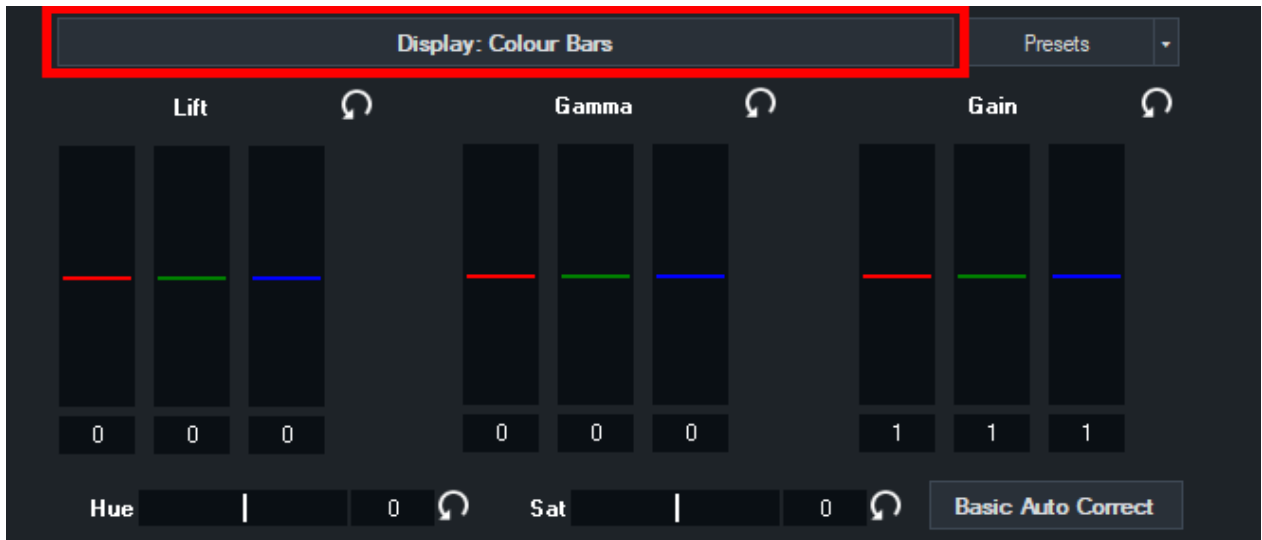 Display: Colour Bars Presets
Lift Gamma Gain
0 0 0 0 0 0 1 1 1
Hue 0 Sat 0 Basic Auto Correct